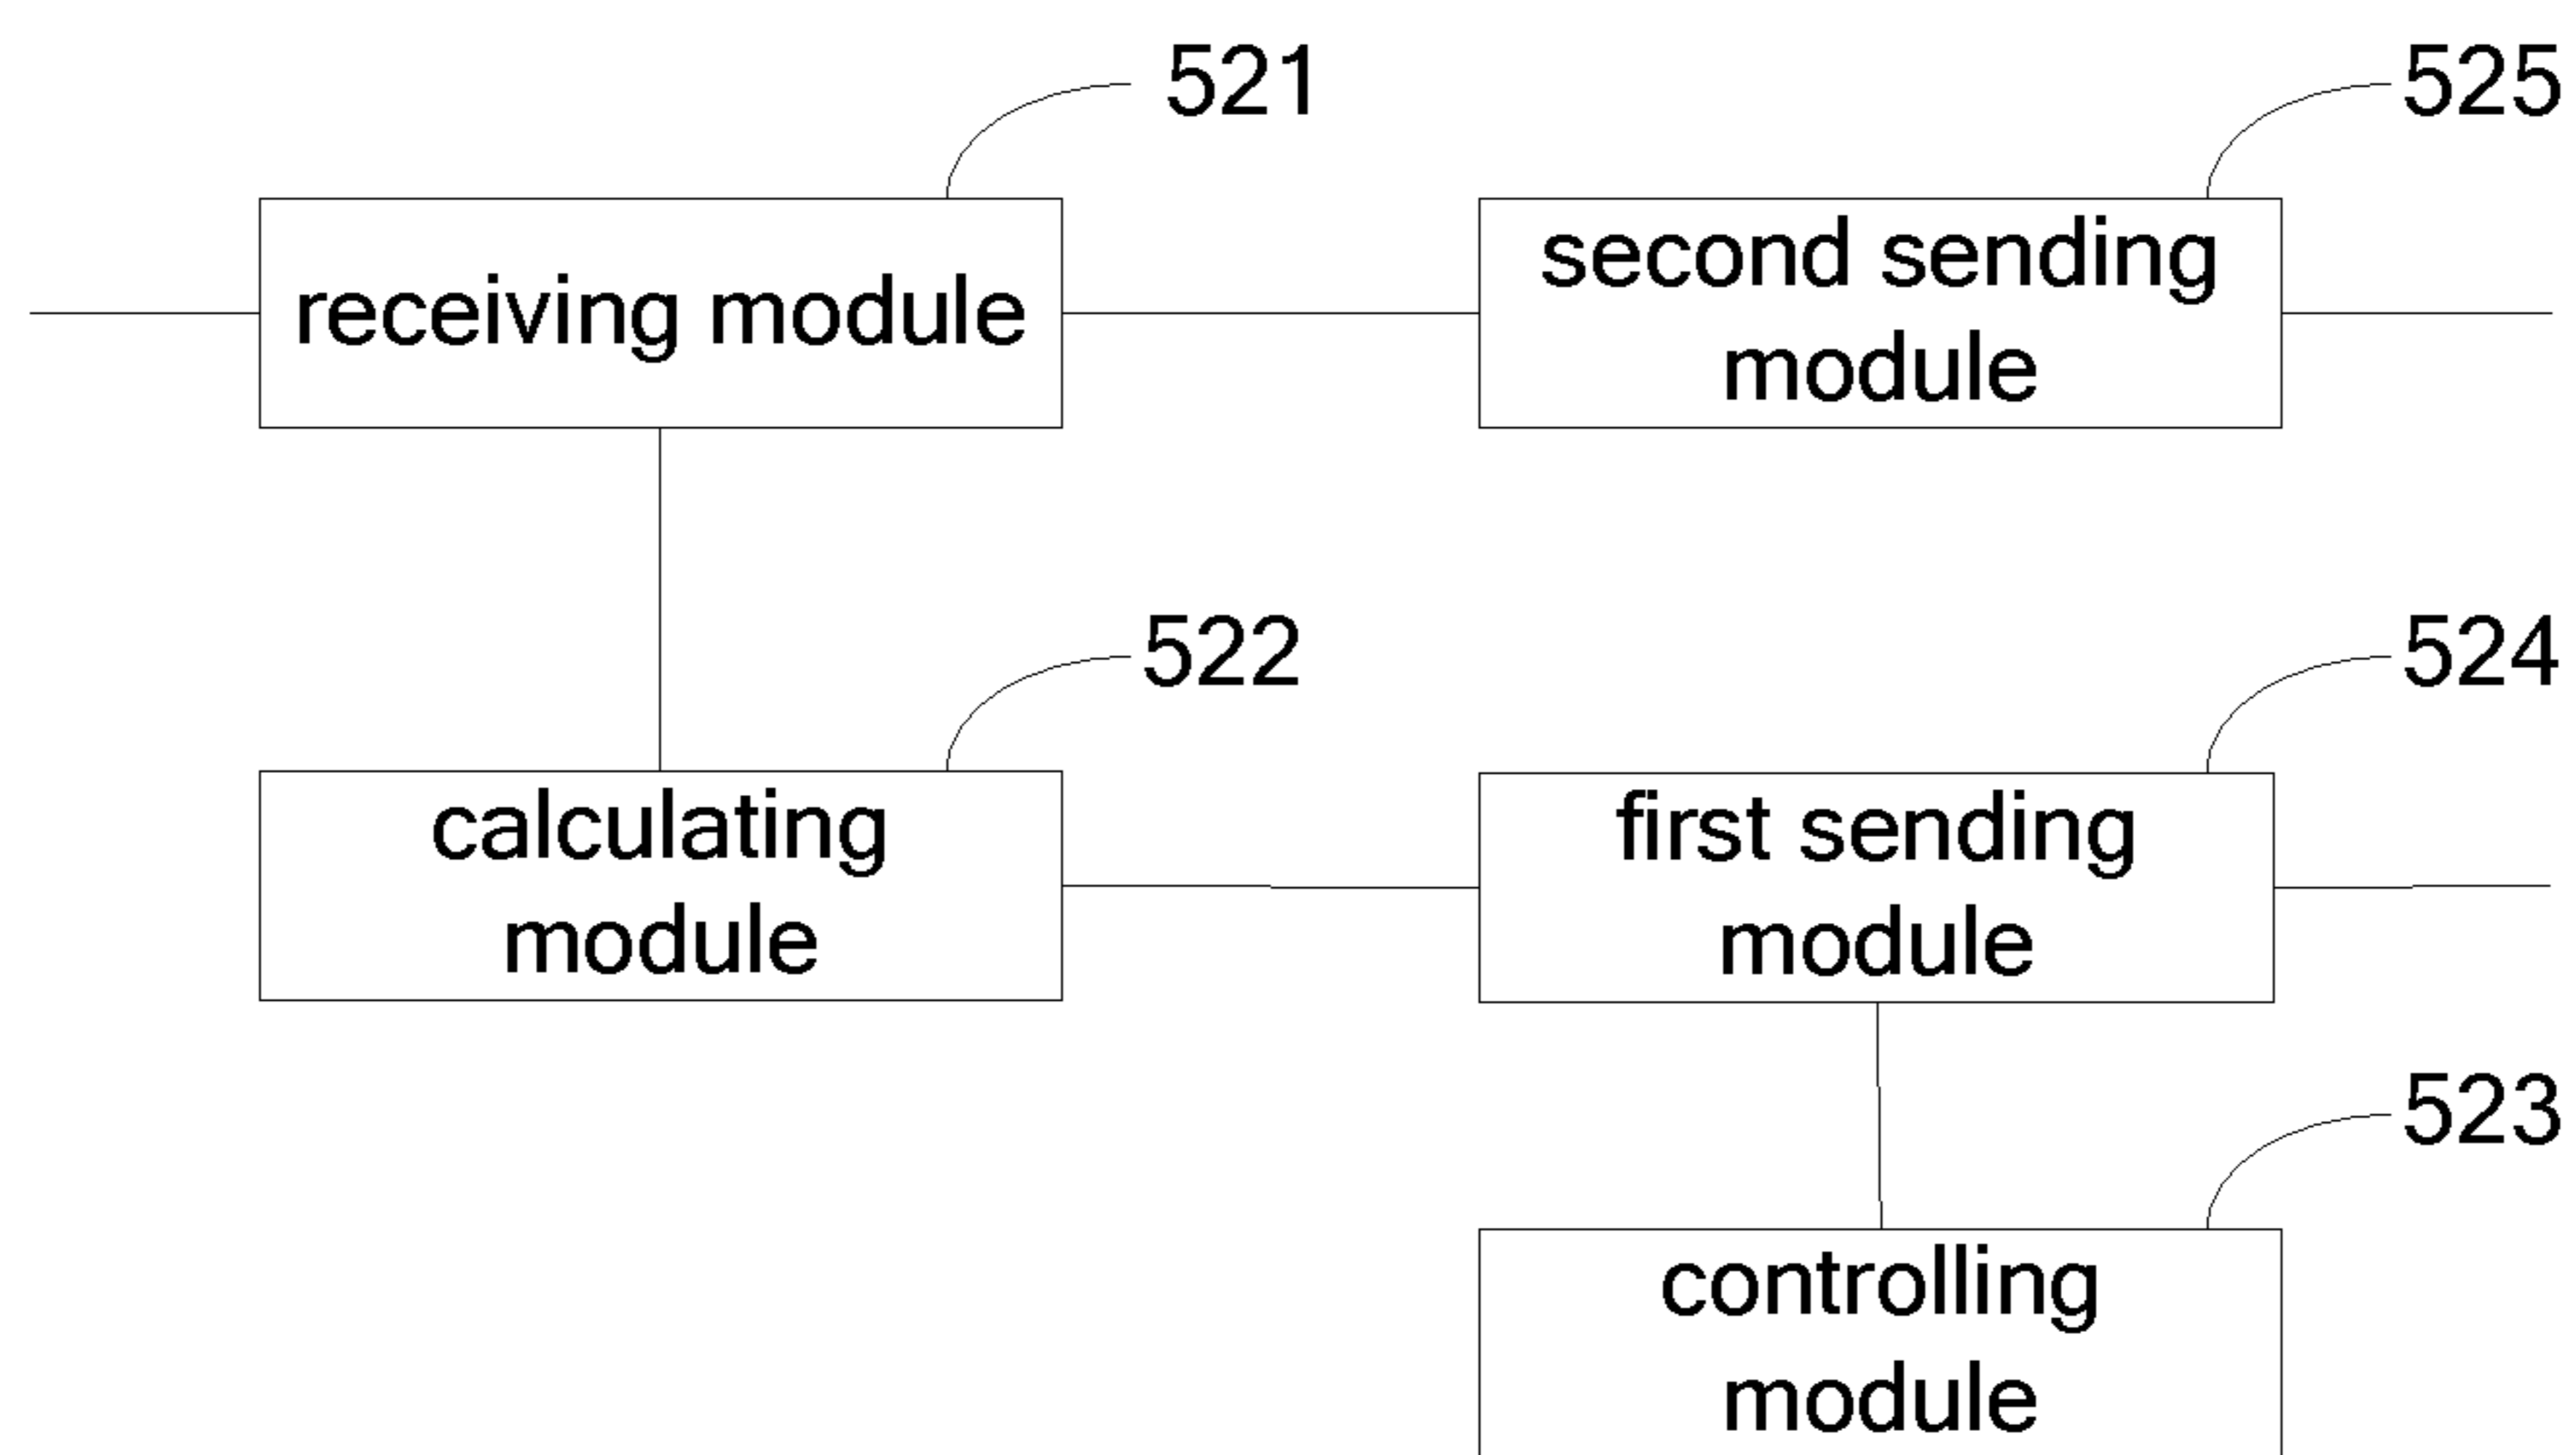 521
525
receiving module
second sending
module
522
524
calculating
module
first sending
module
523
controlling
module